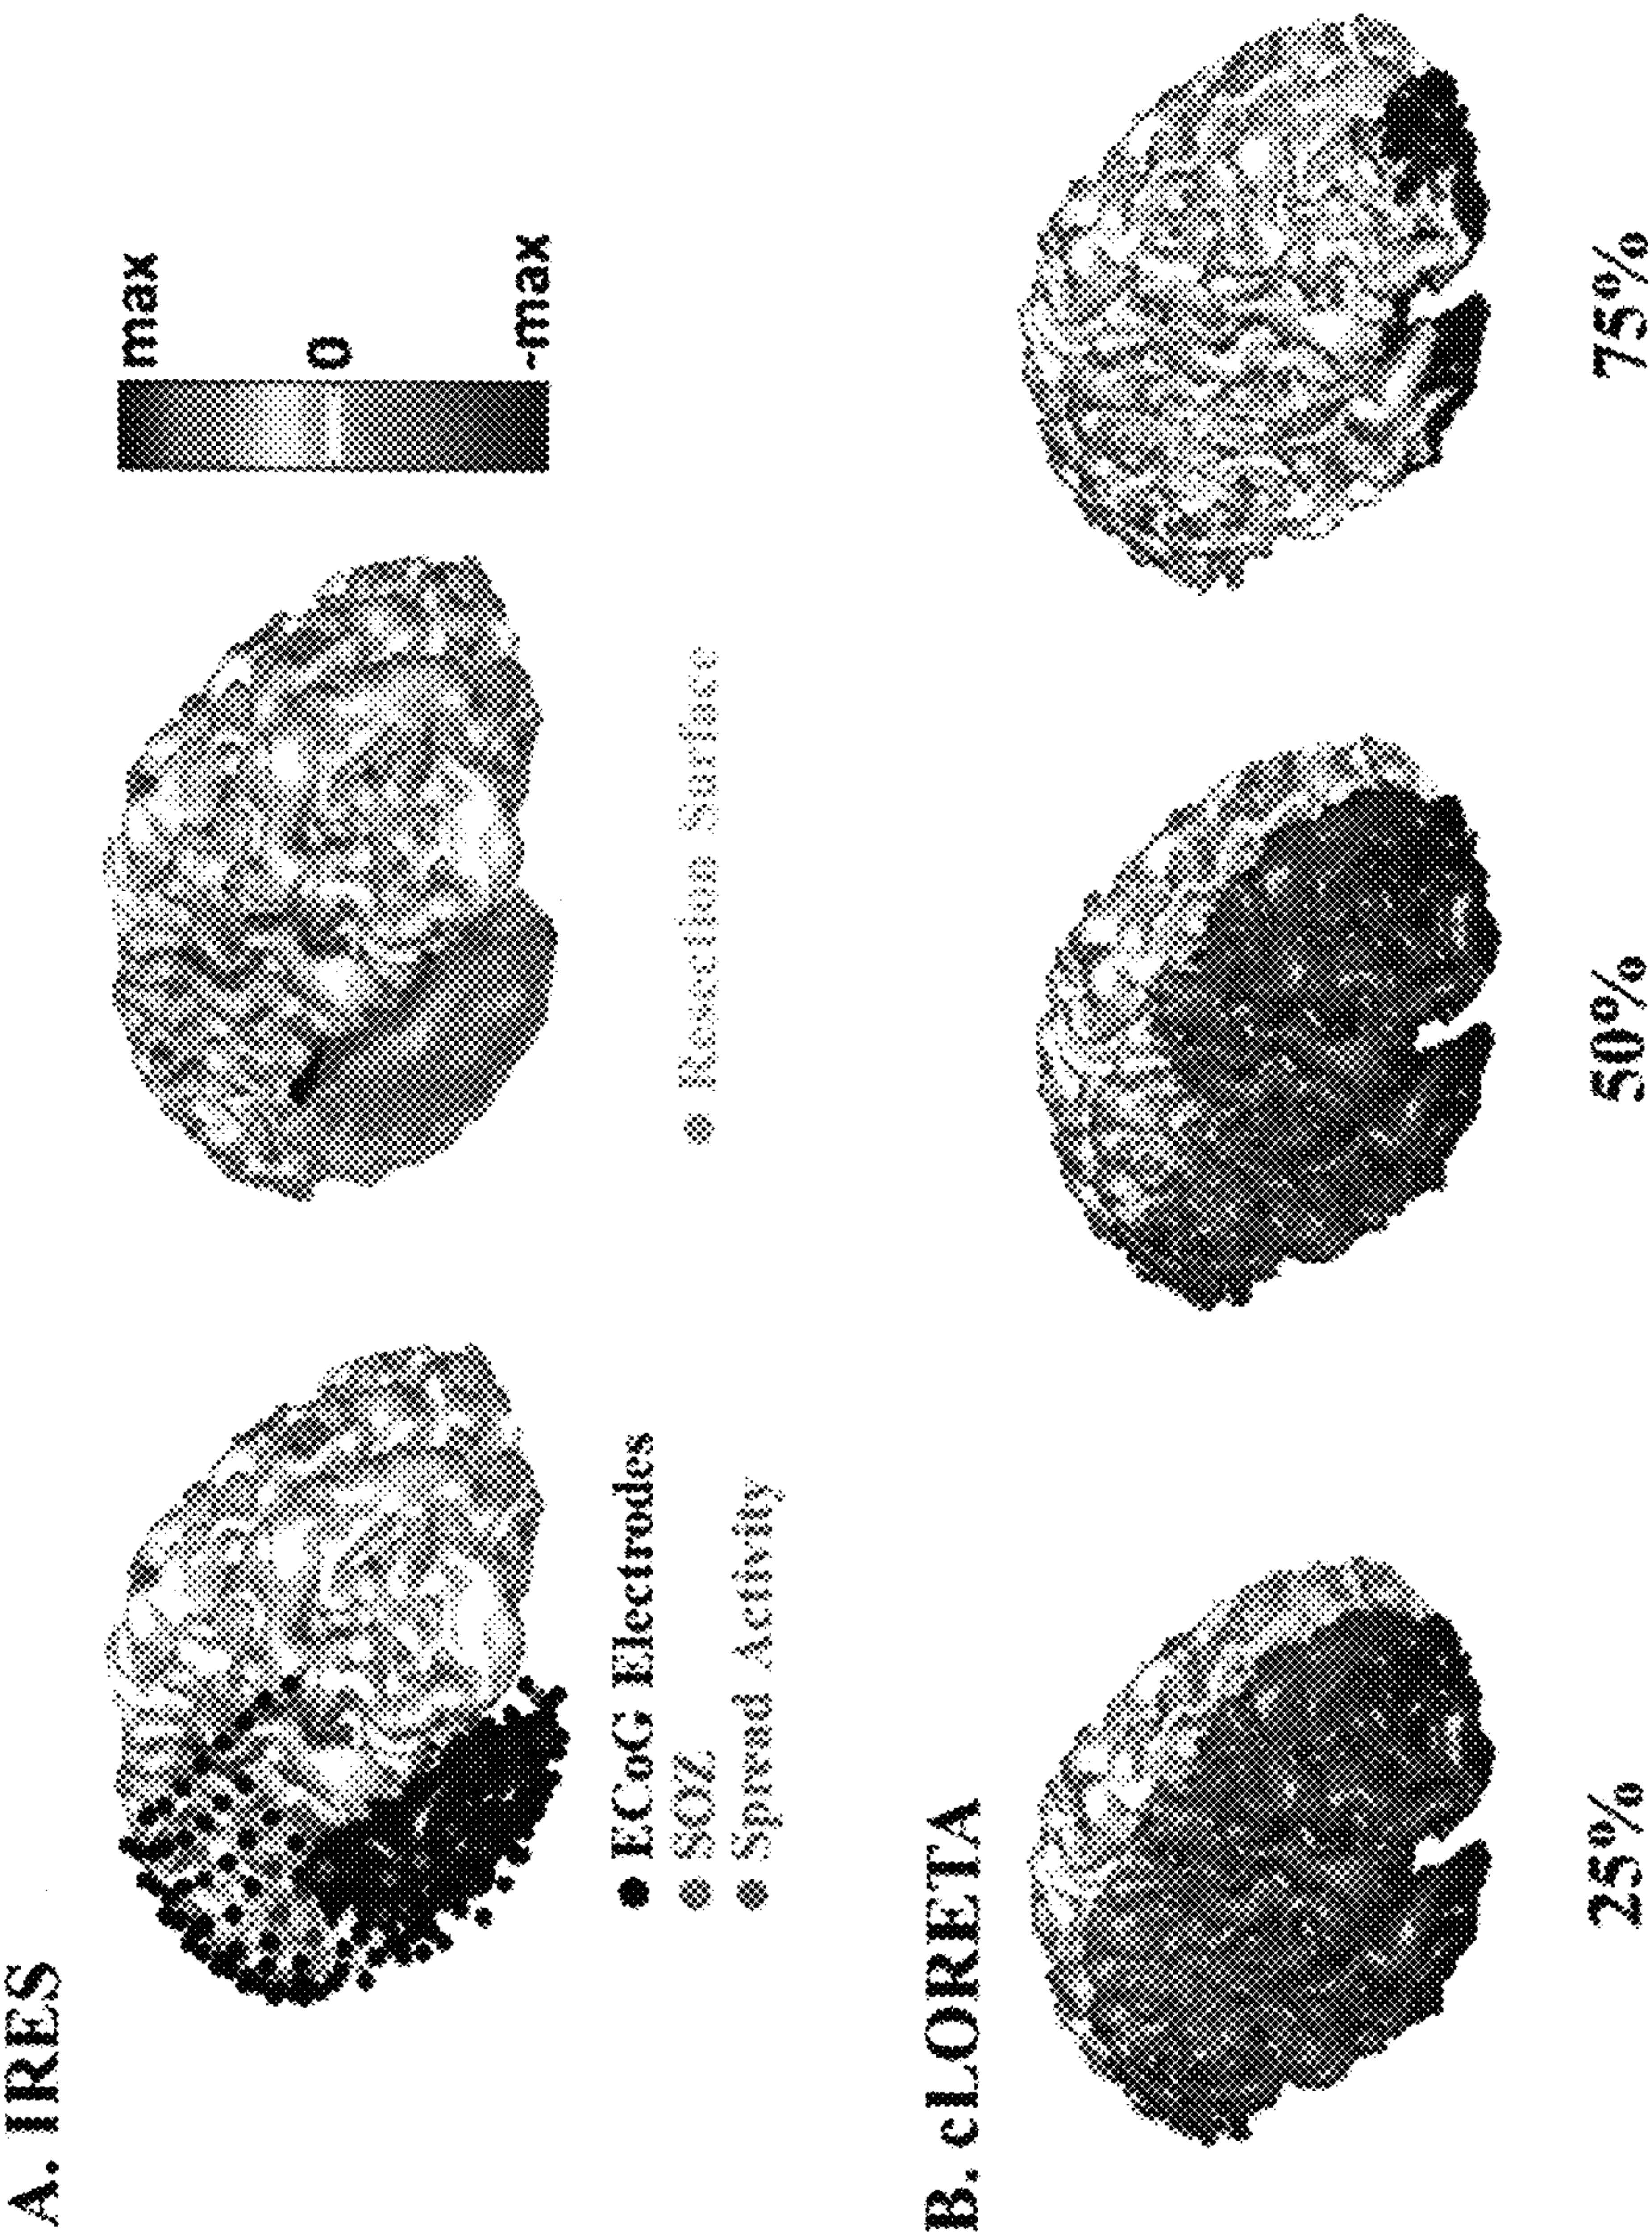 A. IRES
max
0
-max
ECoG Electrodes
SOZ
Spread Activity
Resection Surface
B. cLORETA
25%
50%
75%